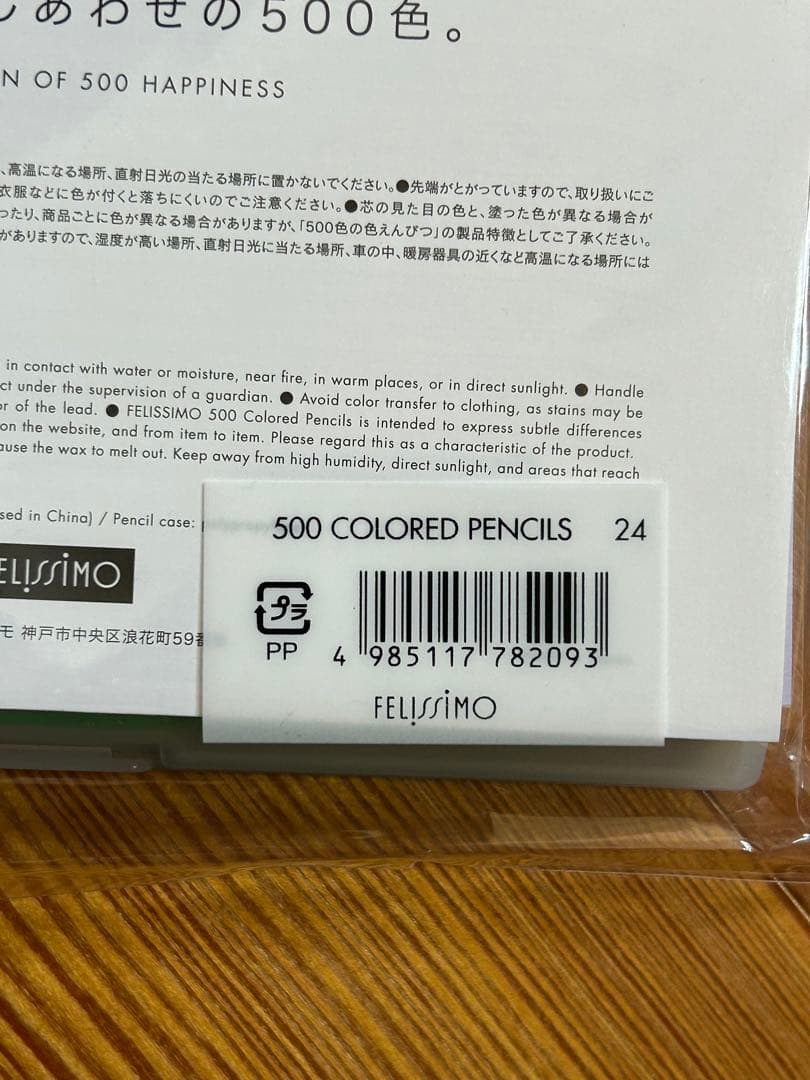 あわせの500色。
N OF 500 HAPPINESS
、高温になる場所、直射日光の当たる場所に置かないでください。●先端がとがっていますので、取り扱いにご
衣服などに色が付くと落ちにくいのでご注意ください。●芯の見た目の色と、塗った色が異なる場合が
ったり、商品ごとに色が異なる場合がありますが、「500色の色えんぴつ」の製品特徴としてご了承ください。
がありますので、湿度が高い場所、直射日光に当たる場所、車の中、暖房器具の近くなど高温になる場所には
in contact with water or moisture, near fire, in warm places, or in direct sunlight. ● Handle
ct under the supervision of a guardian. ● Avoid color transfer to clothing, as stains may be
or of the lead. ● FELISSIMO 500 Colored Pencils is intended to express subtle differences
on the website, and from item to item. Please regard this as a characteristic of the product.
ause the wax to melt out. Keep away from high humidity, direct sunlight, and areas that reach
sed in China) / Pencil case:
ELISSIMO
モ 神戸市中央区浪花町59
500 COLORED PENCILS 24
プラ
PP
4 985117 782093
FELISSIMO